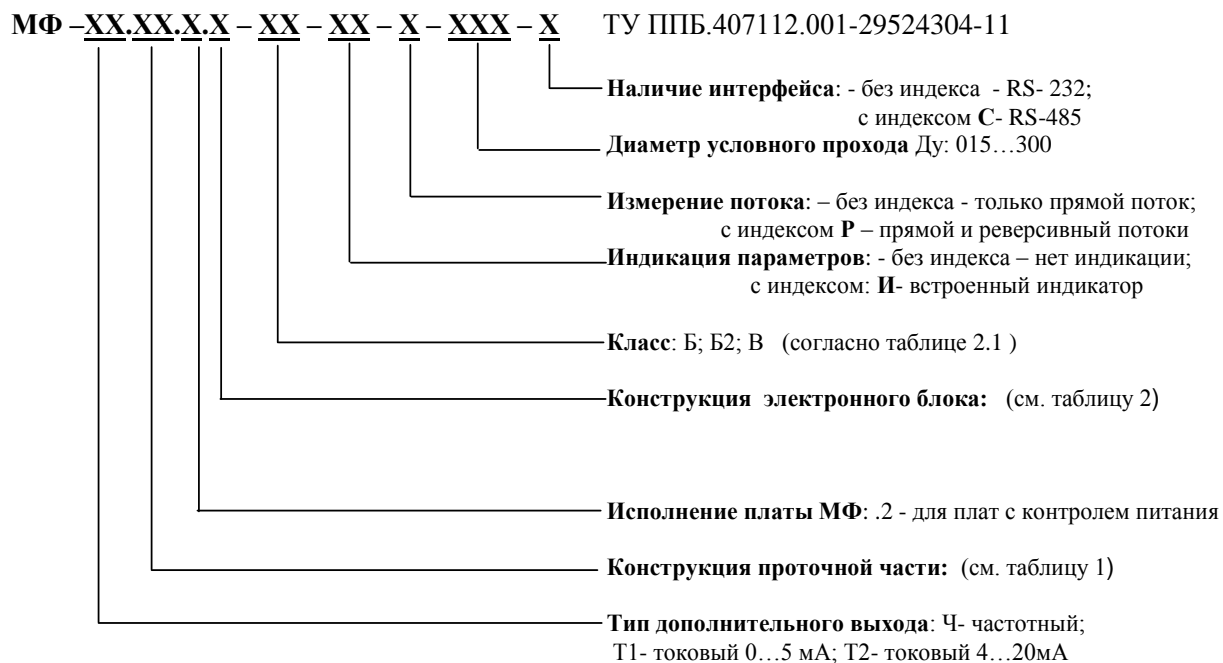 МФ –XX.XX.X.X – XX – XX – X – XXX – X ТУ ППБ.407112.001-29524304-11
Наличие интерфейса: - без индекса - RS- 232;
с индексом С- RS-485
Диаметр условного прохода Ду: 015…300
Измерение потока: – без индекса - только прямой поток;
с индексом Р – прямой и реверсивный потоки
Индикация параметров: - без индекса – нет индикации;
с индексом: И- встроенный индикатор
Класс: Б; Б2; В (согласно таблице 2.1 )
Конструкция электронного блока: (см. таблицу 2)
Исполнение платы МФ: .2 - для плат с контролем питания
Конструкция проточной части: (см. таблицу 1)
Тип дополнительного выхода: Ч- частотный;
Т1- токовый 0…5 мА; Т2- токовый 4…20мА